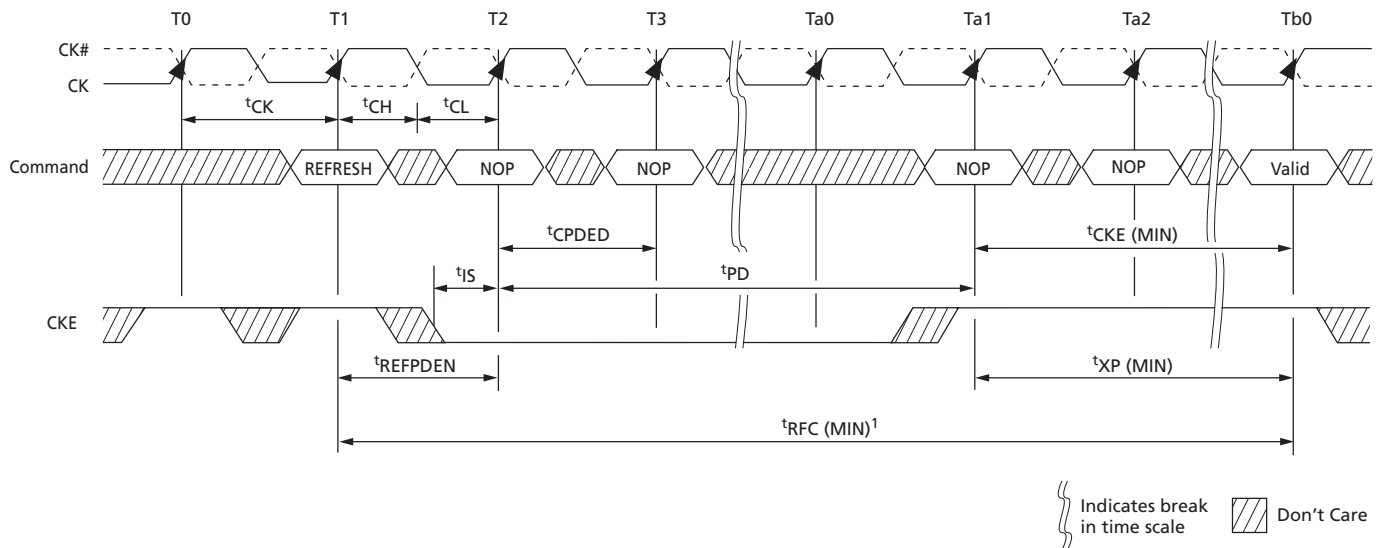 T0 T1 T2 T3 Ta0 Ta1 Ta2 Tb0
CK#
CK
tCK tCH tCL
Command REFRESH NOP NOP NOP NOP Valid
tCPDED tCKE (MIN)
tIS tPD
CKE
tREFPDEN tXP (MIN)
tRFC (MIN)1
Indicates break
in time scale
Don't Care